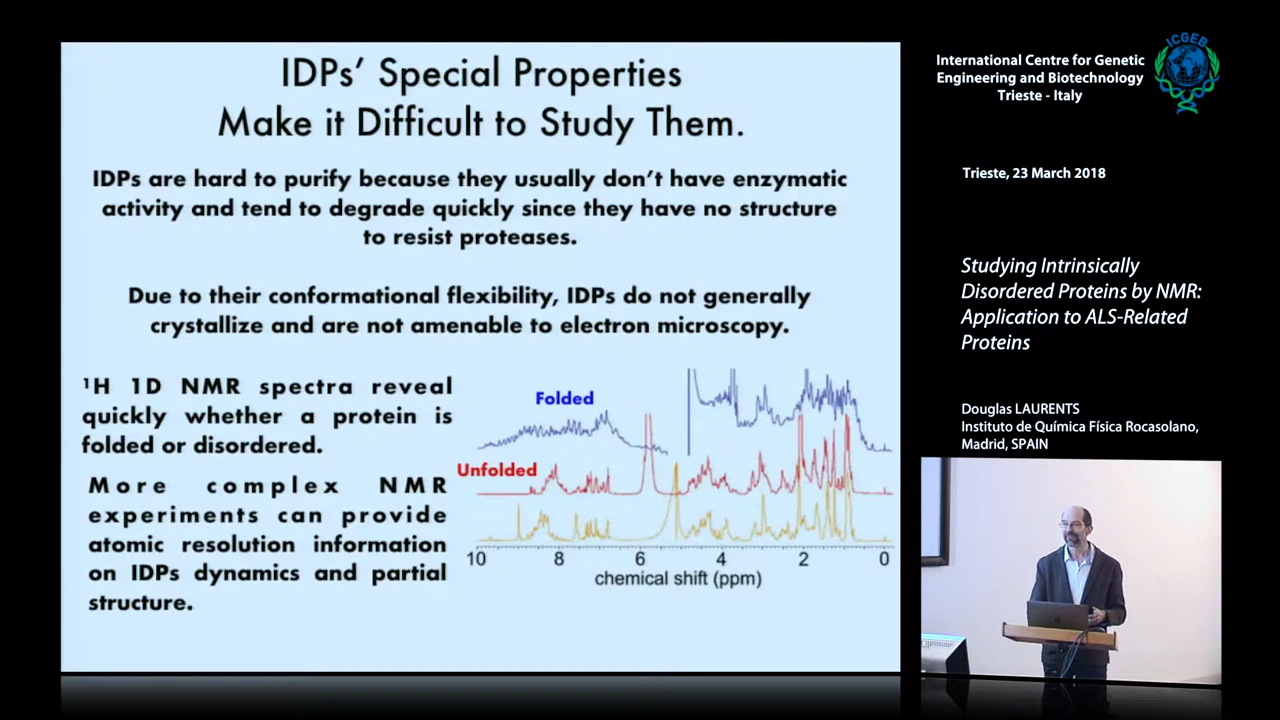 IDPs' Special Properties
Make it Difficult to Study Them.
IDPs are hard to purify because they usually don't have enzymatic
activity and tend to degrade quickly since they have no structure
to resist proteases.
Due to their conformational flexibility, IDPs do not generally
crystallize and are not amenable to electron microscopy.
¹H 1D NMR spectra reveal
quickly whether a protein is
folded or disordered.
More complex NMR
experiments can provide
atomic resolution information
on IDPs dynamics and partial
structure.
Folded
Unfolded
10 8 6 4 2 0
chemical shift (ppm)
International Centre for Genetic
Engineering and Biotechnology
Trieste - Italy
ICGEB
Trieste, 23 March 2018
Studying Intrinsically
Disordered Proteins by NMR:
Application to ALS-Related
Proteins
Douglas LAURENTS
Instituto de Química Física Rocasolano,
Madrid, SPAIN